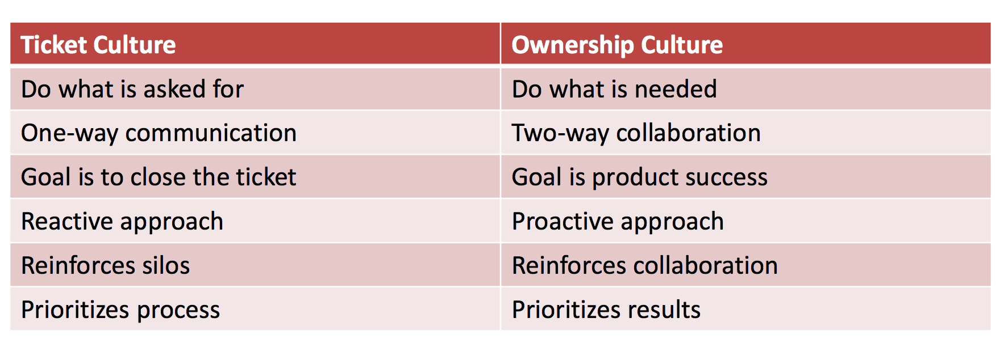 Ticket Culture
Ownership Culture
Do what is asked for
Do what is needed
One-way communication
Two-way collaboration
Goal is to close the ticket
Goal is product success
Reactive approach
Proactive approach
Reinforces silos
Reinforces collaboration
Prioritizes process
Prioritizes results